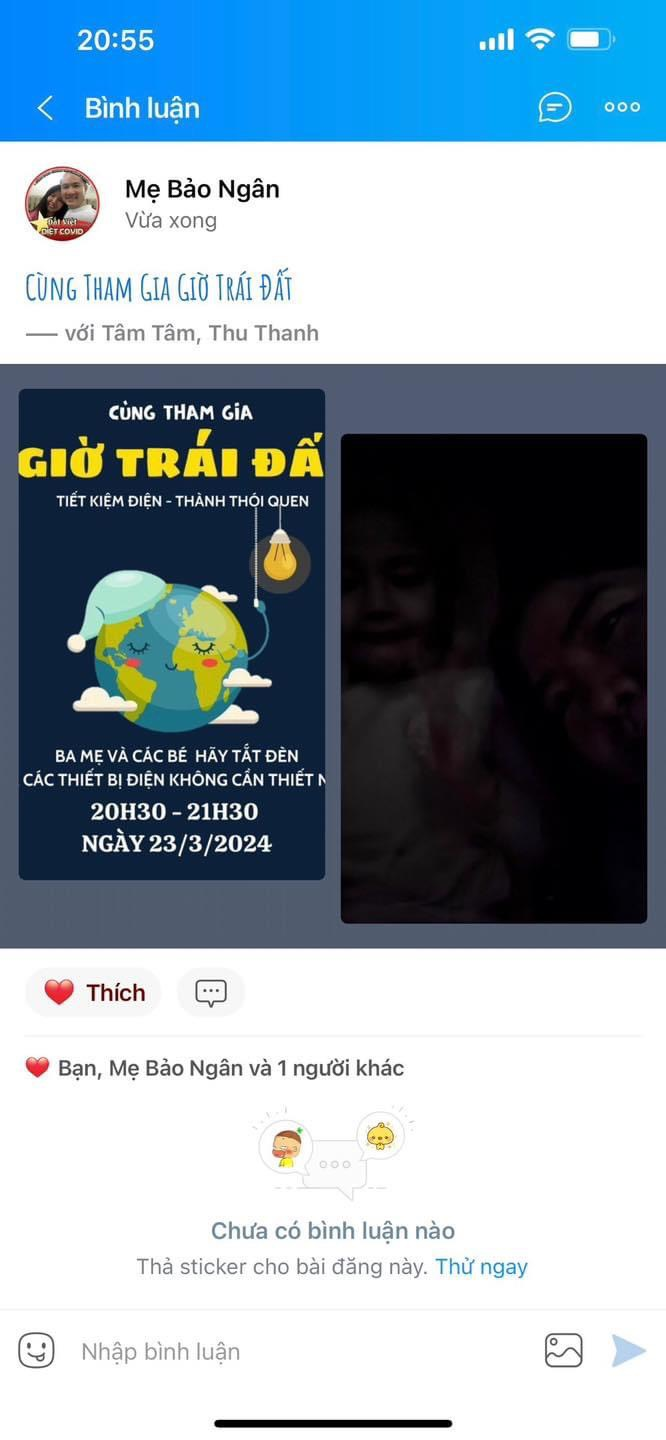 20:55
Bình luận
Mẹ Bảo Ngân
Vừa xong
Đất Việt
DIỆT COVID
Cùng Tham Gia Giờ Trái Đất
— với Tâm Tâm, Thu Thanh
CÙNG THAM GIA
GIỜ TRÁI ĐẤ
TIẾT KIỆM ĐIỆN - THÀNH THÓI QUEN
BA MẸ VÀ CÁC BÉ HÃY TẮT ĐÈN
CÁC THIẾT BỊ ĐIỆN KHÔNG CẦN THIẾT N
20H30 - 21H30
NGÀY 23/3/2024
Thích
Bạn, Mẹ Bảo Ngân và 1 người khác
Chưa có bình luận nào
Thả sticker cho bài đăng này. Thử ngay
Nhập bình luận